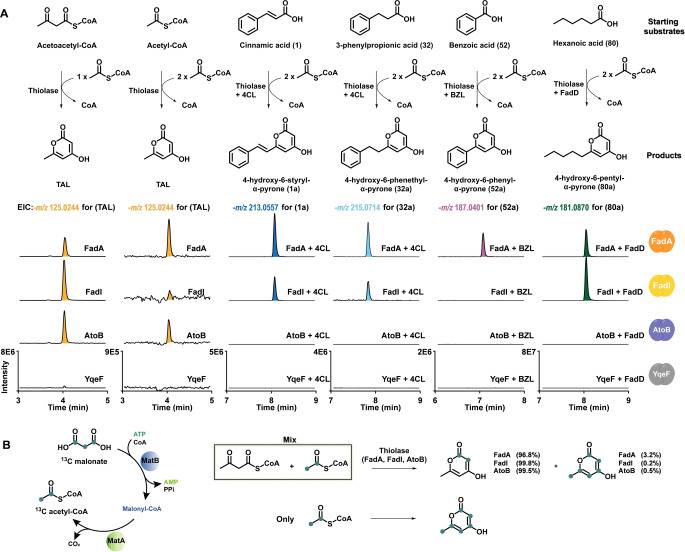 A
Starting
substrates
Acetoacetyl-CoA
Acetyl-CoA
Cinnamic acid (1)
3-phenylpropionic acid (32)
Benzoic acid (52)
Hexanoic acid (80)
O O
S-CoA
O
S-CoA
O
OH
O
OH
O
OH
O
OH
Thiolase
1 x
O
S-CoA
CoA
Thiolase
2 x
O
S-CoA
CoA
Thiolase
+ 4CL
2 x
O
S-CoA
CoA
Thiolase
+ 4CL
2 x
O
S-CoA
CoA
Thiolase
+ BZL
2 x
O
S-CoA
CoA
Thiolase
+ FadD
2 x
O
S-CoA
CoA
Products
TAL
TAL
4-hydroxy-6-styryl-
α-pyrone (1a)
4-hydroxy-6-phenethyl-
α-pyrone (32a)
4-hydroxy-6-phenyl-
α-pyrone (52a)
4-hydroxy-6-pentyl-
α-pyrone (80a)
EIC:-m/z 125.0244 for (TAL)
-m/z 125.0244 for (TAL)
-m/z 213.0557 for (1a)
-m/z 215.0714 for (32a)
-m/z 187.0401 for (52a)
-m/z 181.0870 for (80a)
FadA
FadA
FadA + 4CL
FadA + 4CL
FadA + BZL
FadA + FadD
FadA
FadI
FadI
FadI + 4CL
FadI + 4CL
FadI + BZL
FadI + FadD
FadI
AtoB
AtoB
AtoB + 4CL
AtoB + 4CL
AtoB + BZL
AtoB + FadD
AtoB
8E6
9E5
5E6
4E6
2E6
8E7
Intensity
YqeF
YqeF
YqeF + 4CL
YqeF + 4CL
YqeF + BZL
YqeF + FadD
YqeF
3 4 5
3 4 5
7 8 9
7 8 9
6 7 8
7 8 9
Time (min)
Time (min)
Time (min)
Time (min)
Time (min)
Time (min)
B
O O
HO OH
13C malonate
ATP
CoA
MatB
AMP
PPi
Malonyl-CoA
MatA
CO₂
O
S-CoA
13C acetyl-CoA
Mix
O O
S-CoA
+
O
S-CoA
Thiolase
(FadA, FadI, AtoB)
FadA (96.8%)
FadI (99.8%)
AtoB (99.5%)
+
FadA (3.2%)
FadI (0.2%)
AtoB (0.5%)
Only
O
S-CoA
O
O
OH